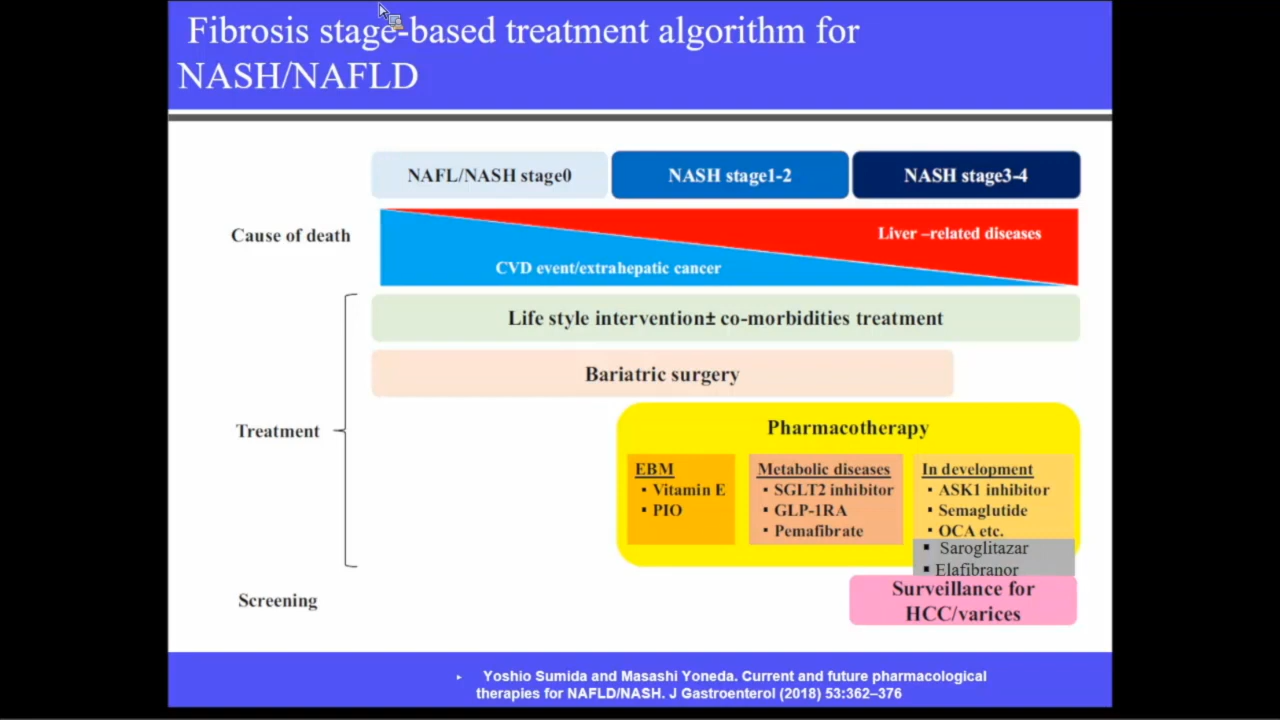 Fibrosis stage-based treatment algorithm for
NASH/NAFLD
NAFL/NASH stage0
NASH stage1-2
NASH stage3-4
Cause of death
Liver –related diseases
CVD event/extrahepatic cancer
Life style intervention± co-morbidities treatment
Bariatric surgery
Treatment
Pharmacotherapy
EBM
▪ Vitamin E
▪ PIO
Metabolic diseases
▪ SGLT2 inhibitor
▪ GLP-1RA
▪ Pemafibrate
In development
▪ ASK1 inhibitor
▪ Semaglutide
▪ OCA etc.
▪ Saroglitazar
▪ Elafibranor
Screening
Surveillance for
HCC/varices
▸ Yoshio Sumida and Masashi Yoneda. Current and future pharmacological
therapies for NAFLD/NASH. J Gastroenterol (2018) 53:362–376